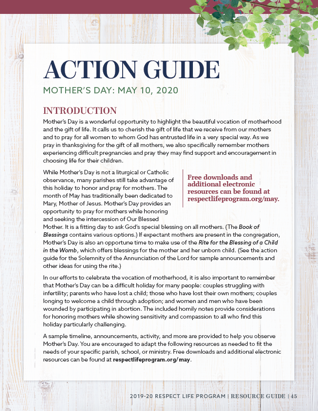 ACTION GUIDE
MOTHER'S DAY: MAY 10, 2020
INTRODUCTION
Mother's Day is a wonderful opportunity to highlight the beautiful vocation of motherhood
and the gift of life. It calls us to cherish the gift of life that we receive from our mothers
and to pray for all women to whom God has entrusted life in a very special way. As we
pray in thanksgiving for the gift of all mothers, we also specifically remember mothers
experiencing difficult pregnancies and pray they may find support and encouragement in
choosing life for their children.
While Mother's Day is not a liturgical or Catholic
observance, many parishes still take advantage of
this holiday to honor and pray for mothers. The
month of May has traditionally been dedicated to
Mary, Mother of Jesus. Mother's Day provides an
opportunity to pray for mothers while honoring
and seeking the intercession of Our Blessed
Free downloads and
additional electronic
resources can be found at
respectlifeprogram.org/may.
Mother. It is a fitting day to ask God's special blessing on all mothers. (The Book of
Blessings contains various options.) If expectant mothers are present in the congregation,
Mother's Day is also an opportune time to make use of the Rite for the Blessing of a Child
in the Womb, which offers blessings for the mother and her unborn child. (See the action
guide for the Solemnity of the Annunciation of the Lord for sample announcements and
other ideas for using the rite.)
In our efforts to celebrate the vocation of motherhood, it is also important to remember
that Mother's Day can be a difficult holiday for many people: couples struggling with
infertility; parents who have lost a child; those who have lost their own mothers; couples
longing to welcome a child through adoption; and women and men who have been
wounded by participation in abortion. The included homily notes provide considerations
for honoring mothers while showing sensitivity and compassion to all who find this
holiday particularly challenging.
A sample timeline, announcements, activity, and more are provided to help you observe
Mother's Day. You are encouraged to adapt the following resources as needed to fit the
needs of your specific parish, school, or ministry. Free downloads and additional electronic
resources can be found at respectlifeprogram.org/may.
2019-20 RESPECT LIFE PROGRAM | RESOURCE GUIDE | 45